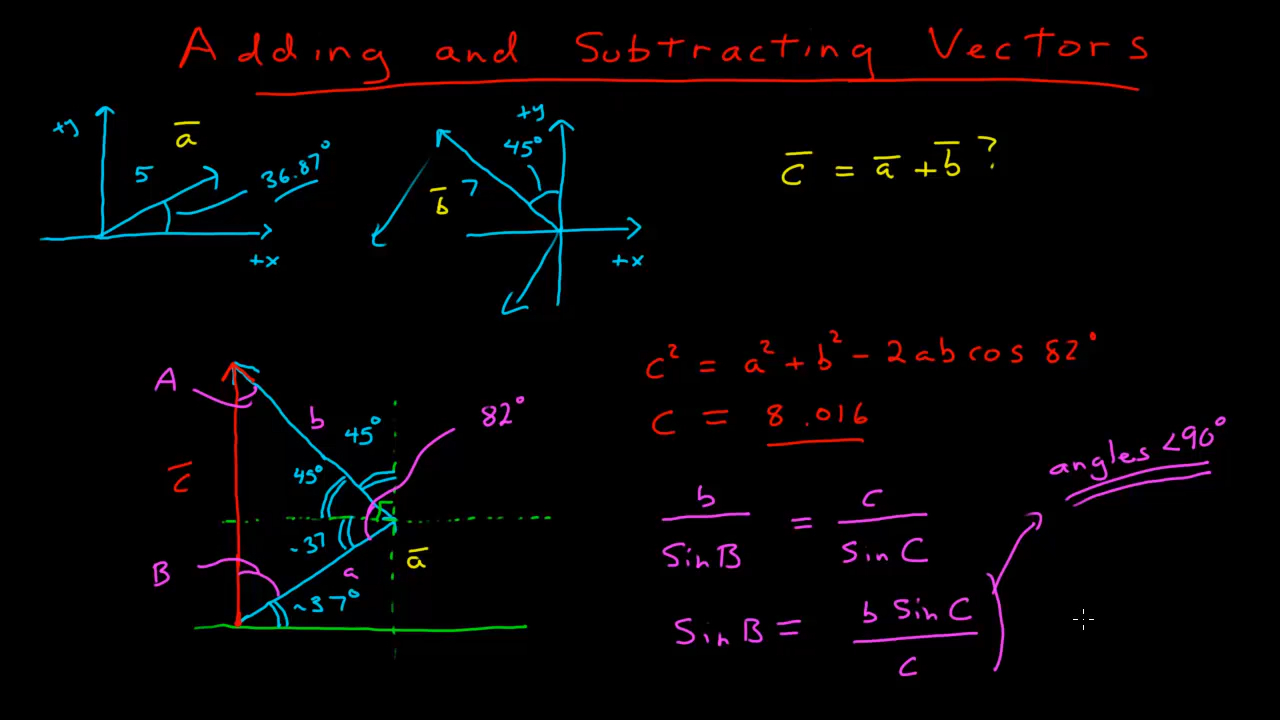 Adding and Subtracting Vectors
+y
a̅
5
36.87°
+x
+y
45°
b̅ 7
+x
c̅ = a̅ + b̅ ?
A
b
45°
82°
c̅
45°
~37
B
a
a̅
~37°
c² = a² + b² - 2ab cos 82°
c = 8.016
angles <90°
b / Sin B = c / Sin C
Sin B = b Sin C / c